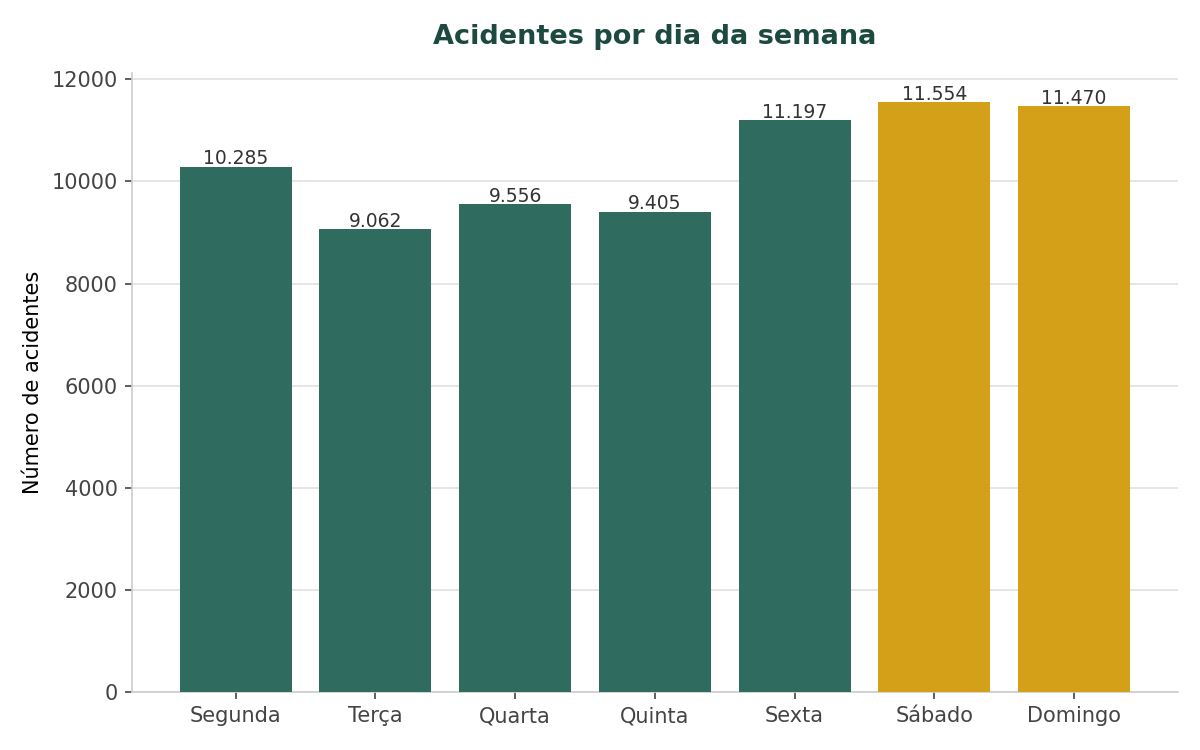 Acidentes por dia da semana
Número de acidentes
12000
10000
8000
6000
4000
2000
0
10.285
9.062
9.556
9.405
11.197
11.554
11.470
Segunda
Terça
Quarta
Quinta
Sexta
Sábado
Domingo